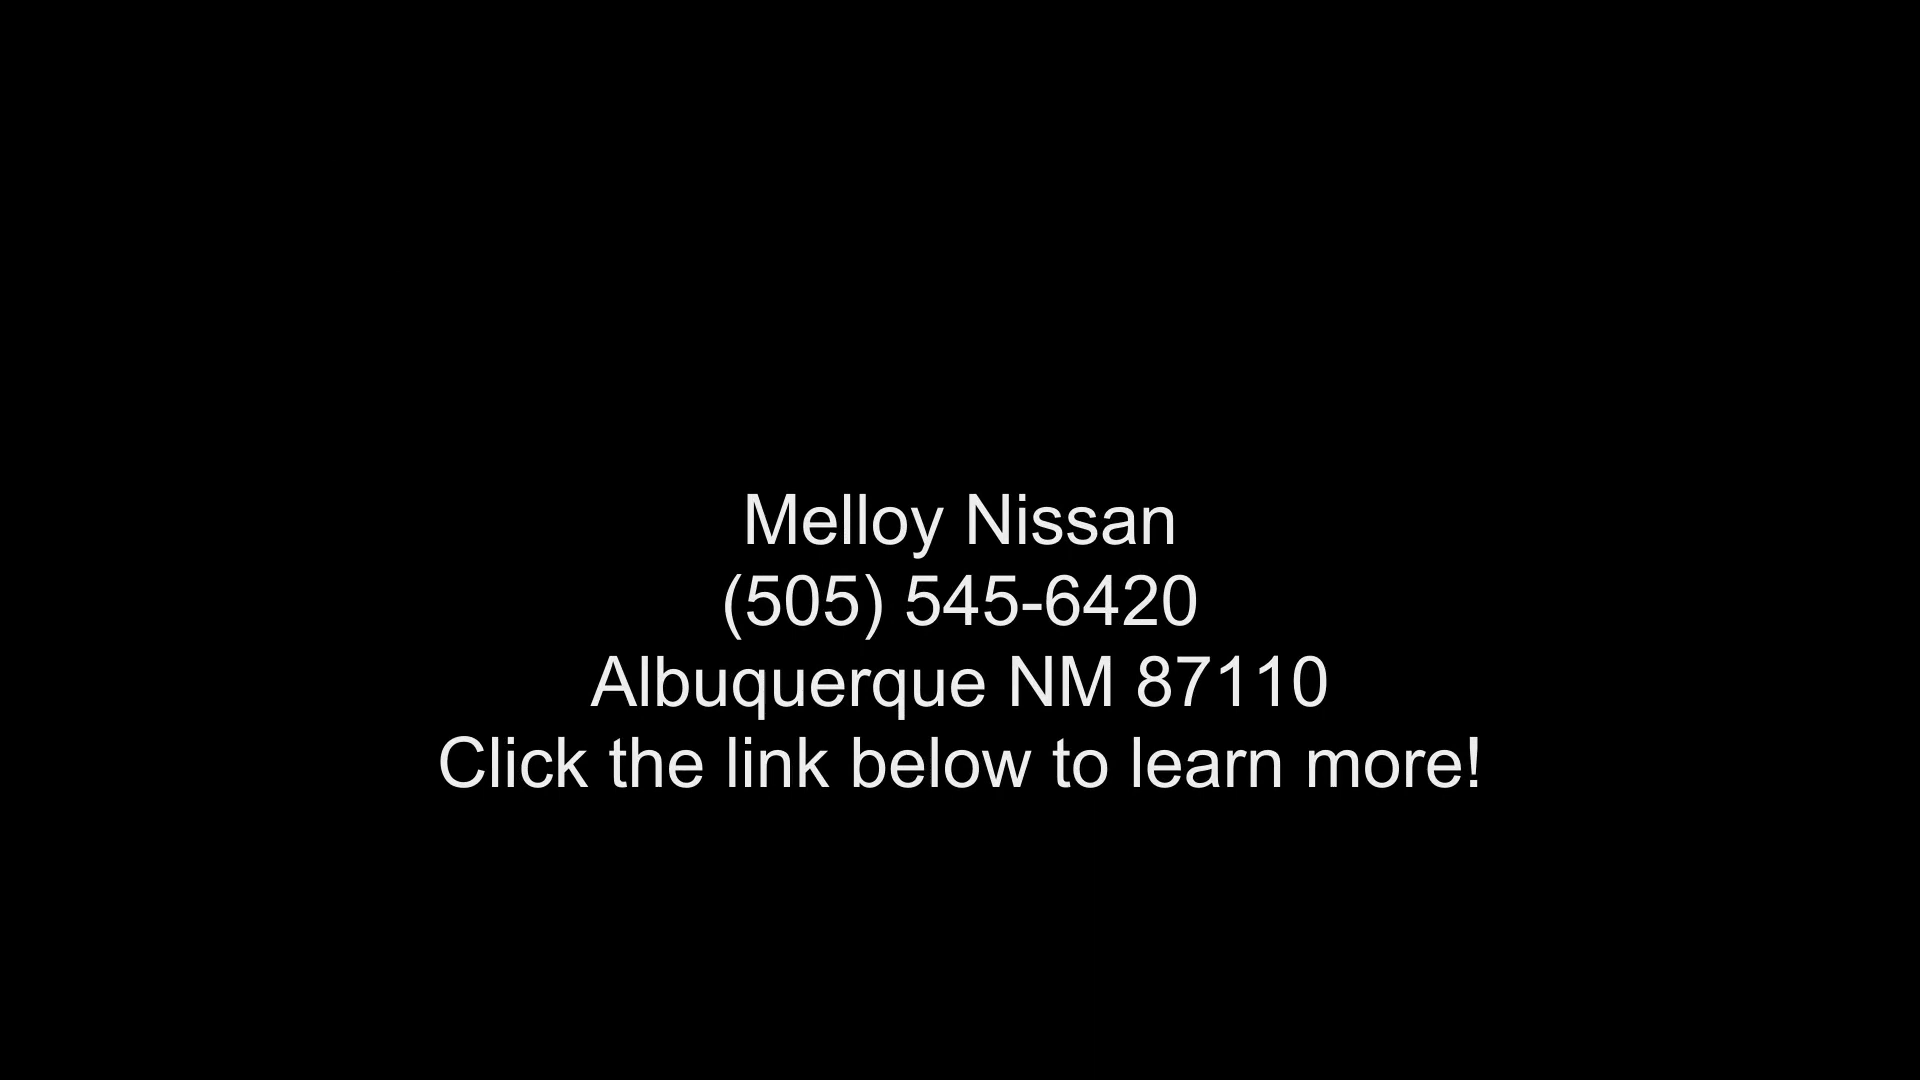 Melloy Nissan
(505) 545-6420
Albuquerque NM 87110
Click the link below to learn more!